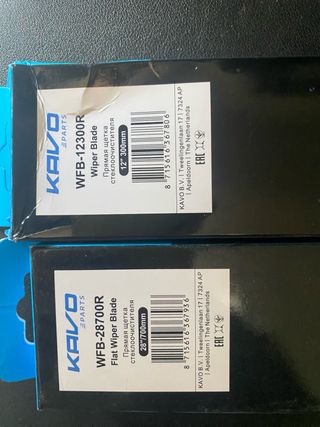 KAVO
PARTS
WFB-12300R
Wiper Blade
Прямая щетка
стеклоочистителя
12" 300mm
8 715616 367806
EAC
KAVO B.V. | Tweelingenlaan 17 | 7324 AP
Apeldoorn | The Netherlands
KAVO
PARTS
WFB-28700R
Flat Wiper Blade
Прямая щетка
стеклоочистителя
28"/700mm
8 715616 367936
EAC
KAVO B.V. | Tweelingenlaan 17 | 7324 AP
Apeldoorn | The Netherlands